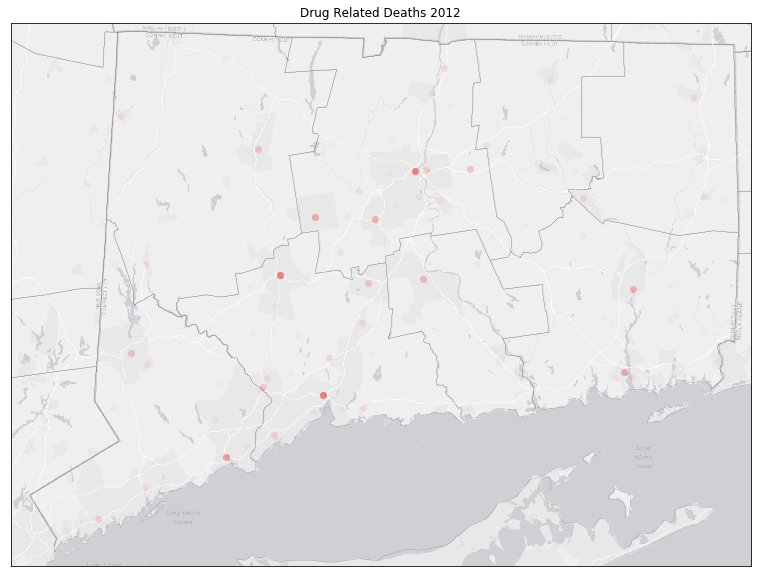 Drug Related Deaths 2012
MASSACHUSETTS
CONNECTICUT
CONNECTICUT
MASSACHUSETTS
CONNECTICUT
NEW YORK
CONNECTICUT
CONNECTICUT
RHODE ISLAND
Long
Island
Sound
Long Island
Sound
Long Island